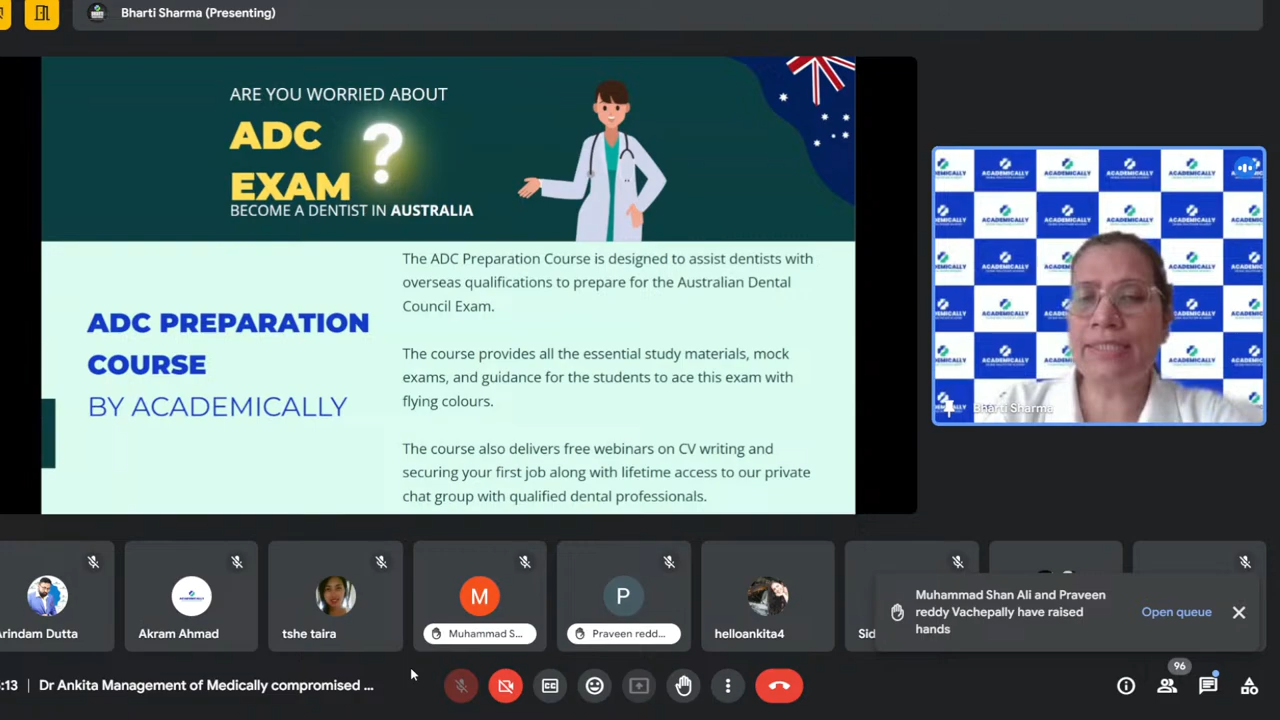 Bharti Sharma (Presenting)
ARE YOU WORRIED ABOUT
ADC
EXAM
?
BECOME A DENTIST IN AUSTRALIA
ADC PREPARATION
COURSE
BY ACADEMICALLY
The ADC Preparation Course is designed to assist dentists with
overseas qualifications to prepare for the Australian Dental
Council Exam.
The course provides all the essential study materials, mock
exams, and guidance for the students to ace this exam with
flying colours.
The course also delivers free webinars on CV writing and
securing your first job along with lifetime access to our private
chat group with qualified dental professionals.
ACADEMICALLY
Bharti Sharma
Arindam Dutta
Akram Ahmad
tshe taira
M
Muhammad S...
P
Praveen redd...
helloankita4
Sid
Muhammad Shan Ali and Praveen
reddy Vachepally have raised
hands
Open queue
:13 | Dr Ankita Management of Medically compromised ...
96